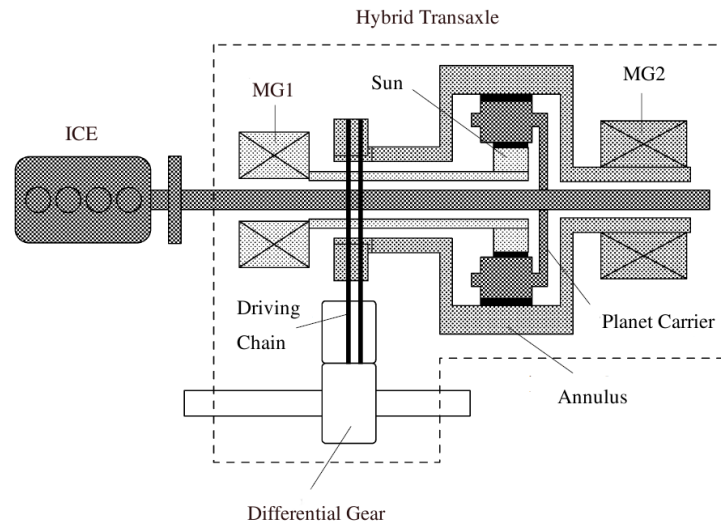 Hybrid Transaxle
MG1
Sun
MG2
ICE
Driving
Chain
Planet Carrier
Annulus
Differential Gear